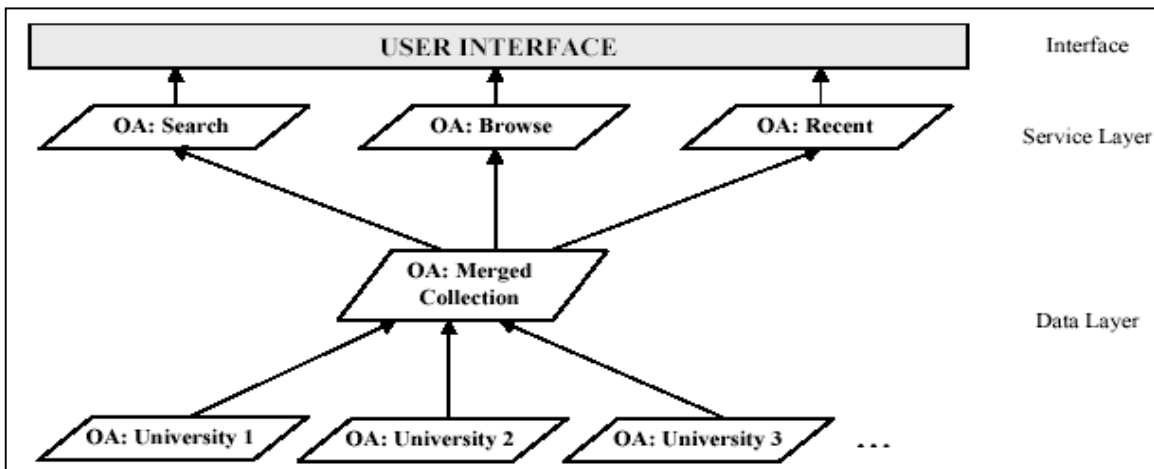 USER INTERFACE
Interface
OA: Search
OA: Browse
OA: Recent
Service Layer
OA: Merged
Collection
Data Layer
OA: University 1
OA: University 2
OA: University 3
...